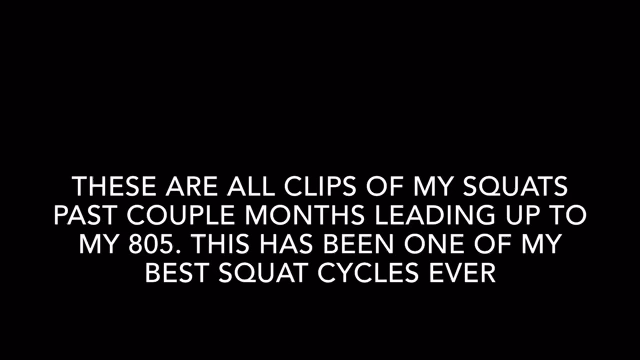 THESE ARE ALL CLIPS OF MY SQUATS
PAST COUPLE MONTHS LEADING UP TO
MY 805. THIS HAS BEEN ONE OF MY
BEST SQUAT CYCLES EVER